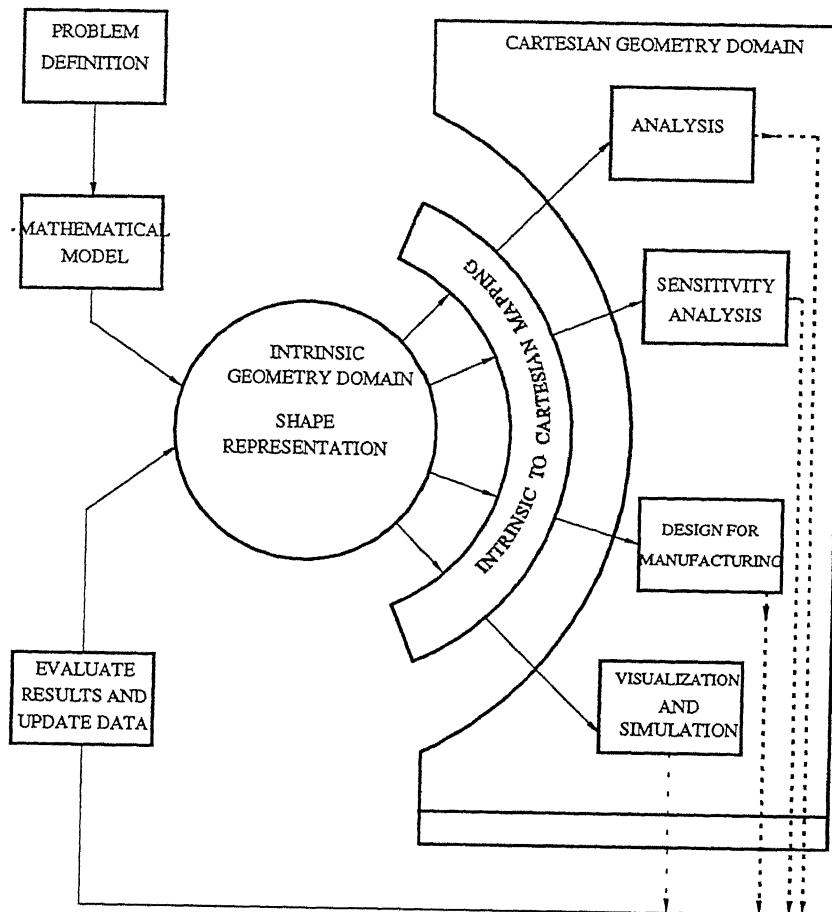 PROBLEM
DEFINITION
MATHEMATICAL
MODEL
INTRINSIC
GEOMETRY DOMAIN
SHAPE
REPRESENTATION
EVALUATE
RESULTS AND
UPDATE DATA
INTRINSIC TO CARTESIAN MAPPING
CARTESIAN GEOMETRY DOMAIN
ANALYSIS
SENSITIVITY
ANALYSIS
DESIGN FOR
MANUFACTURING
VISUALIZATION
AND
SIMULATION